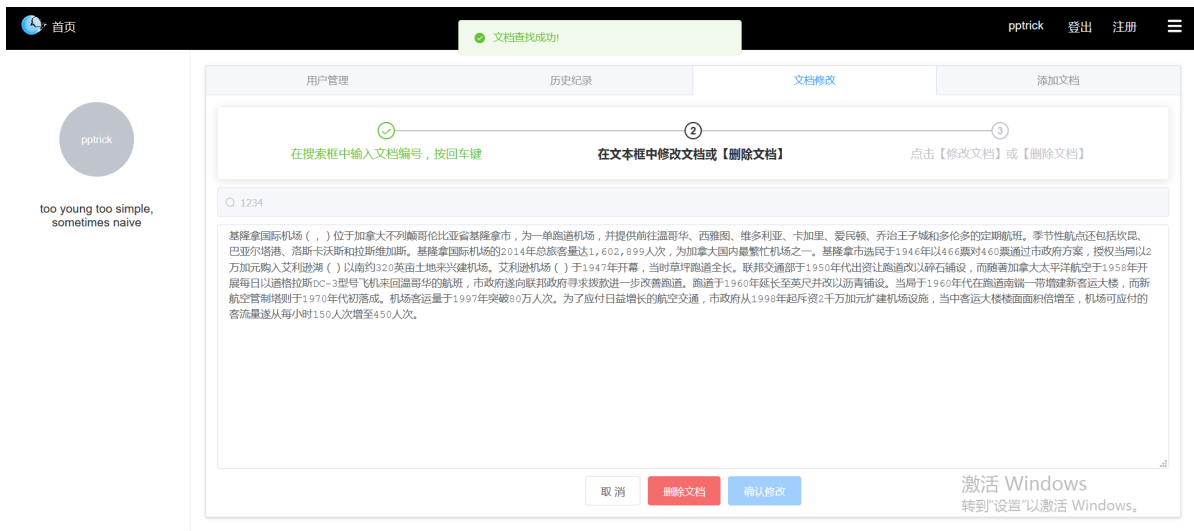 首页
文档查找成功!
pptrick
登出
注册
用户管理
历史纪录
文档修改
添加文档
pptrick
too young too simple,
sometimes naive
2
3
在搜索框中输入文档编号，按回车键
在文本框中修改文档或【删除文档】
点击【修改文档】或【删除文档】
1234
基隆拿国际机场（ , ）位于加拿大不列颠哥伦比亚省基隆拿市，为一单跑道机场，并提供前往温哥华、西雅图、维多利亚、卡加里、爱民顿、乔治王子城和多伦多的定期航班。季节性航点还包括坎昆、
巴亚尔塔港、洛斯卡沃斯和拉斯维加斯。基隆拿国际机场的2014年总旅客量达1,602,899人次，为加拿大国内最繁忙机场之一。基隆拿市选民于1946年以466票对460票通过市政府方案，授权当局以2
万加元购入艾利逊湖（ ）以南约320英亩土地来兴建机场。艾利逊机场（ ）于1947年开幕，当时草坪跑道全长。联邦交通部于1950年代出资让跑道改以碎石铺设，而随著加拿大太平洋航空于1958年开
展每日以道格拉斯DC-3型号飞机来回温哥华的航班，市政府遂向联邦政府寻求拨款进一步改善跑道。跑道于1960年延长至英尺并改以沥青铺设。当局于1960年代在跑道南端一带增建新客运大楼，而新
航空管制塔则于1970年代初落成。机场客运量于1997年突破80万人次。为了应付日益增长的航空交通，市政府从1998年起斥资2千万加元扩建机场设施，当中客运大楼楼面面积倍增至，机场可应付的
客流量遂从每小时150人次增至450人次。
取 消
删除文档
确认修改
激活 Windows
转到“设置”以激活 Windows。